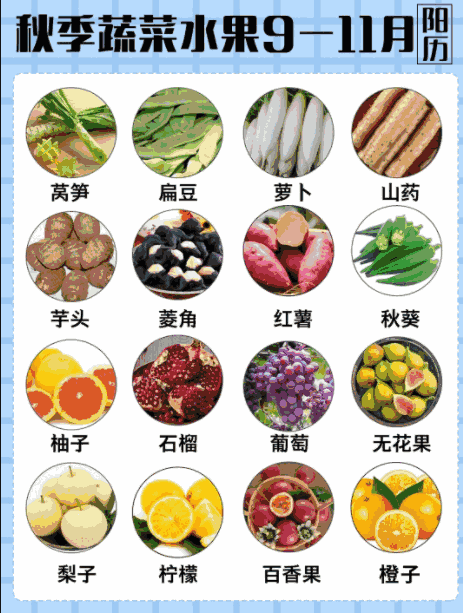 秋季蔬菜水果9－11月阳历
莴笋 扁豆 萝卜 山药
芋头 菱角 红薯 秋葵
柚子 石榴 葡萄 无花果
梨子 柠檬 百香果 橙子